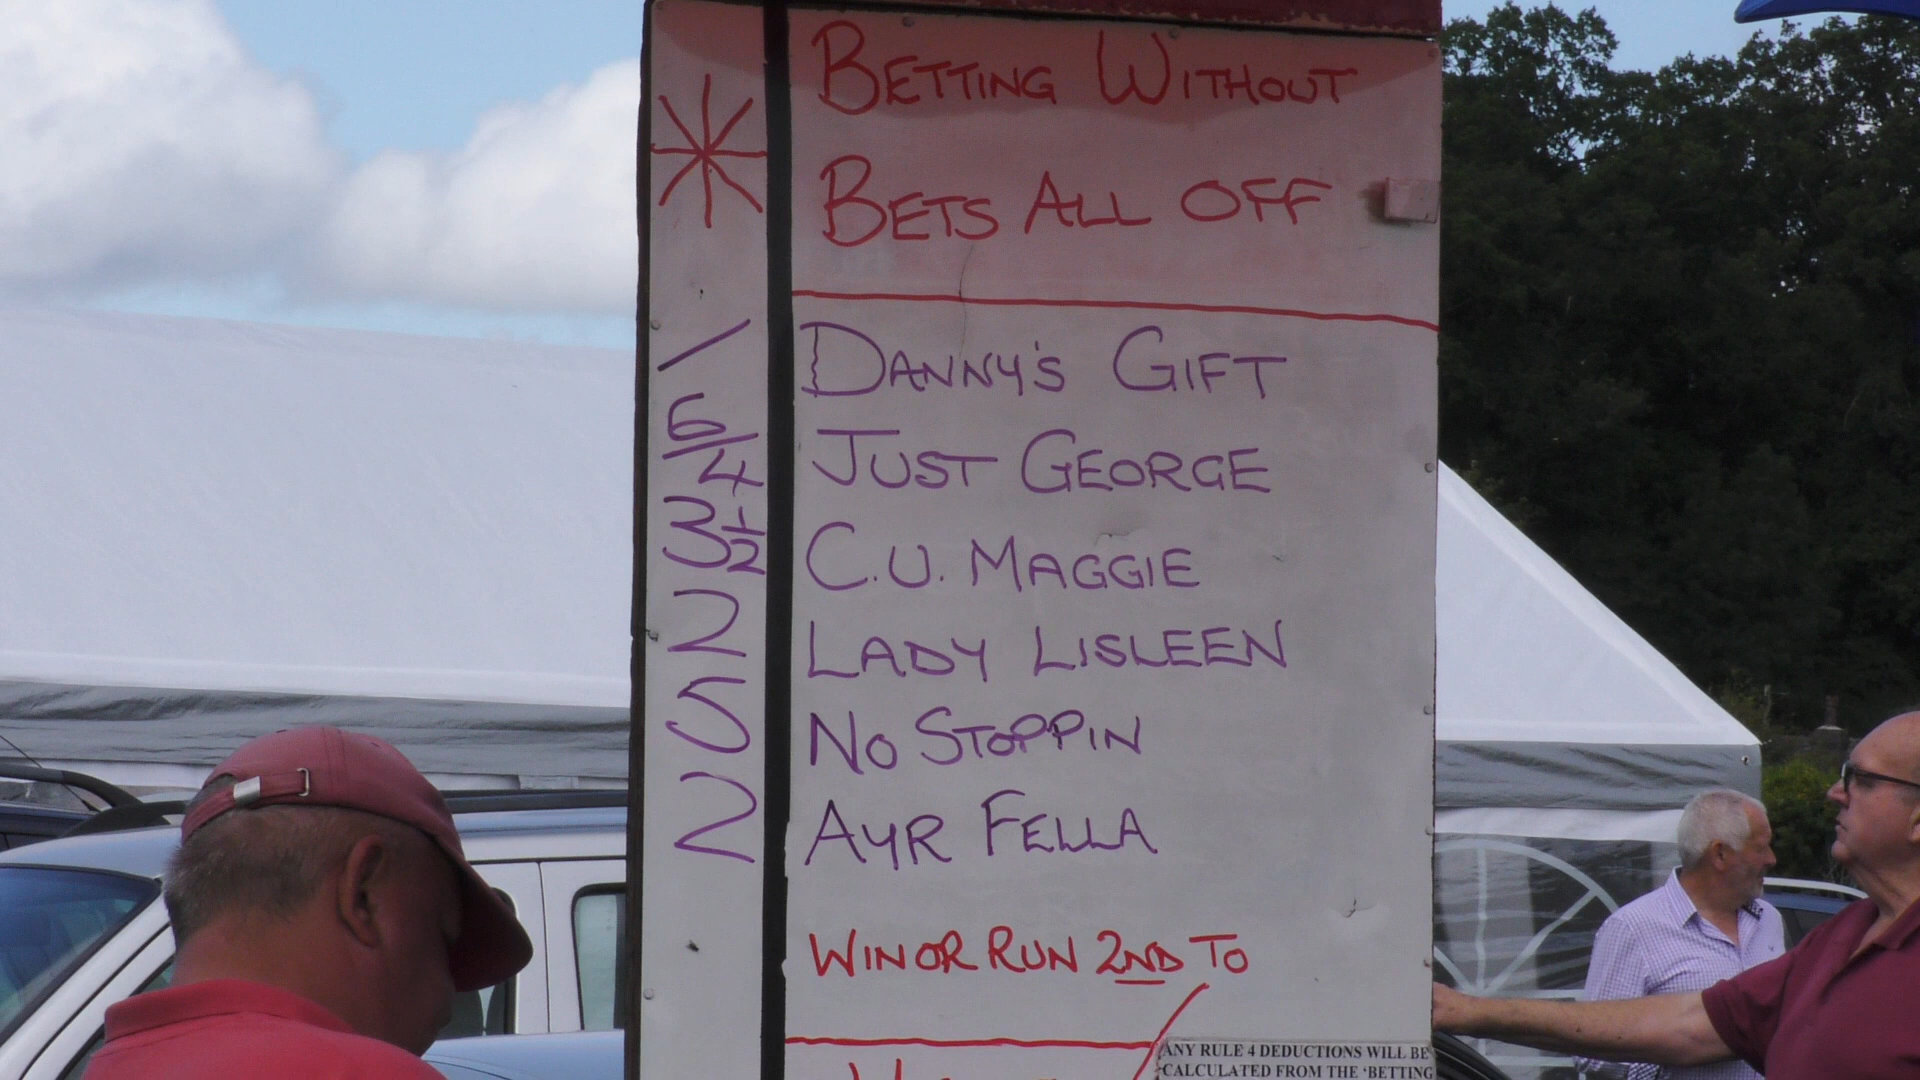 * BETTING WITHOUT
BETS ALL OFF
/ DANNY'S GIFT
6/4 JUST GEORGE
3 1/2 C.U. MAGGIE
2 LADY LISLEEN
5 NO STOPPIN
2 AYR FELLA
WIN OR RUN 2ND TO
ANY RULE 4 DEDUCTIONS WILL BE
CALCULATED FROM THE 'BETTING